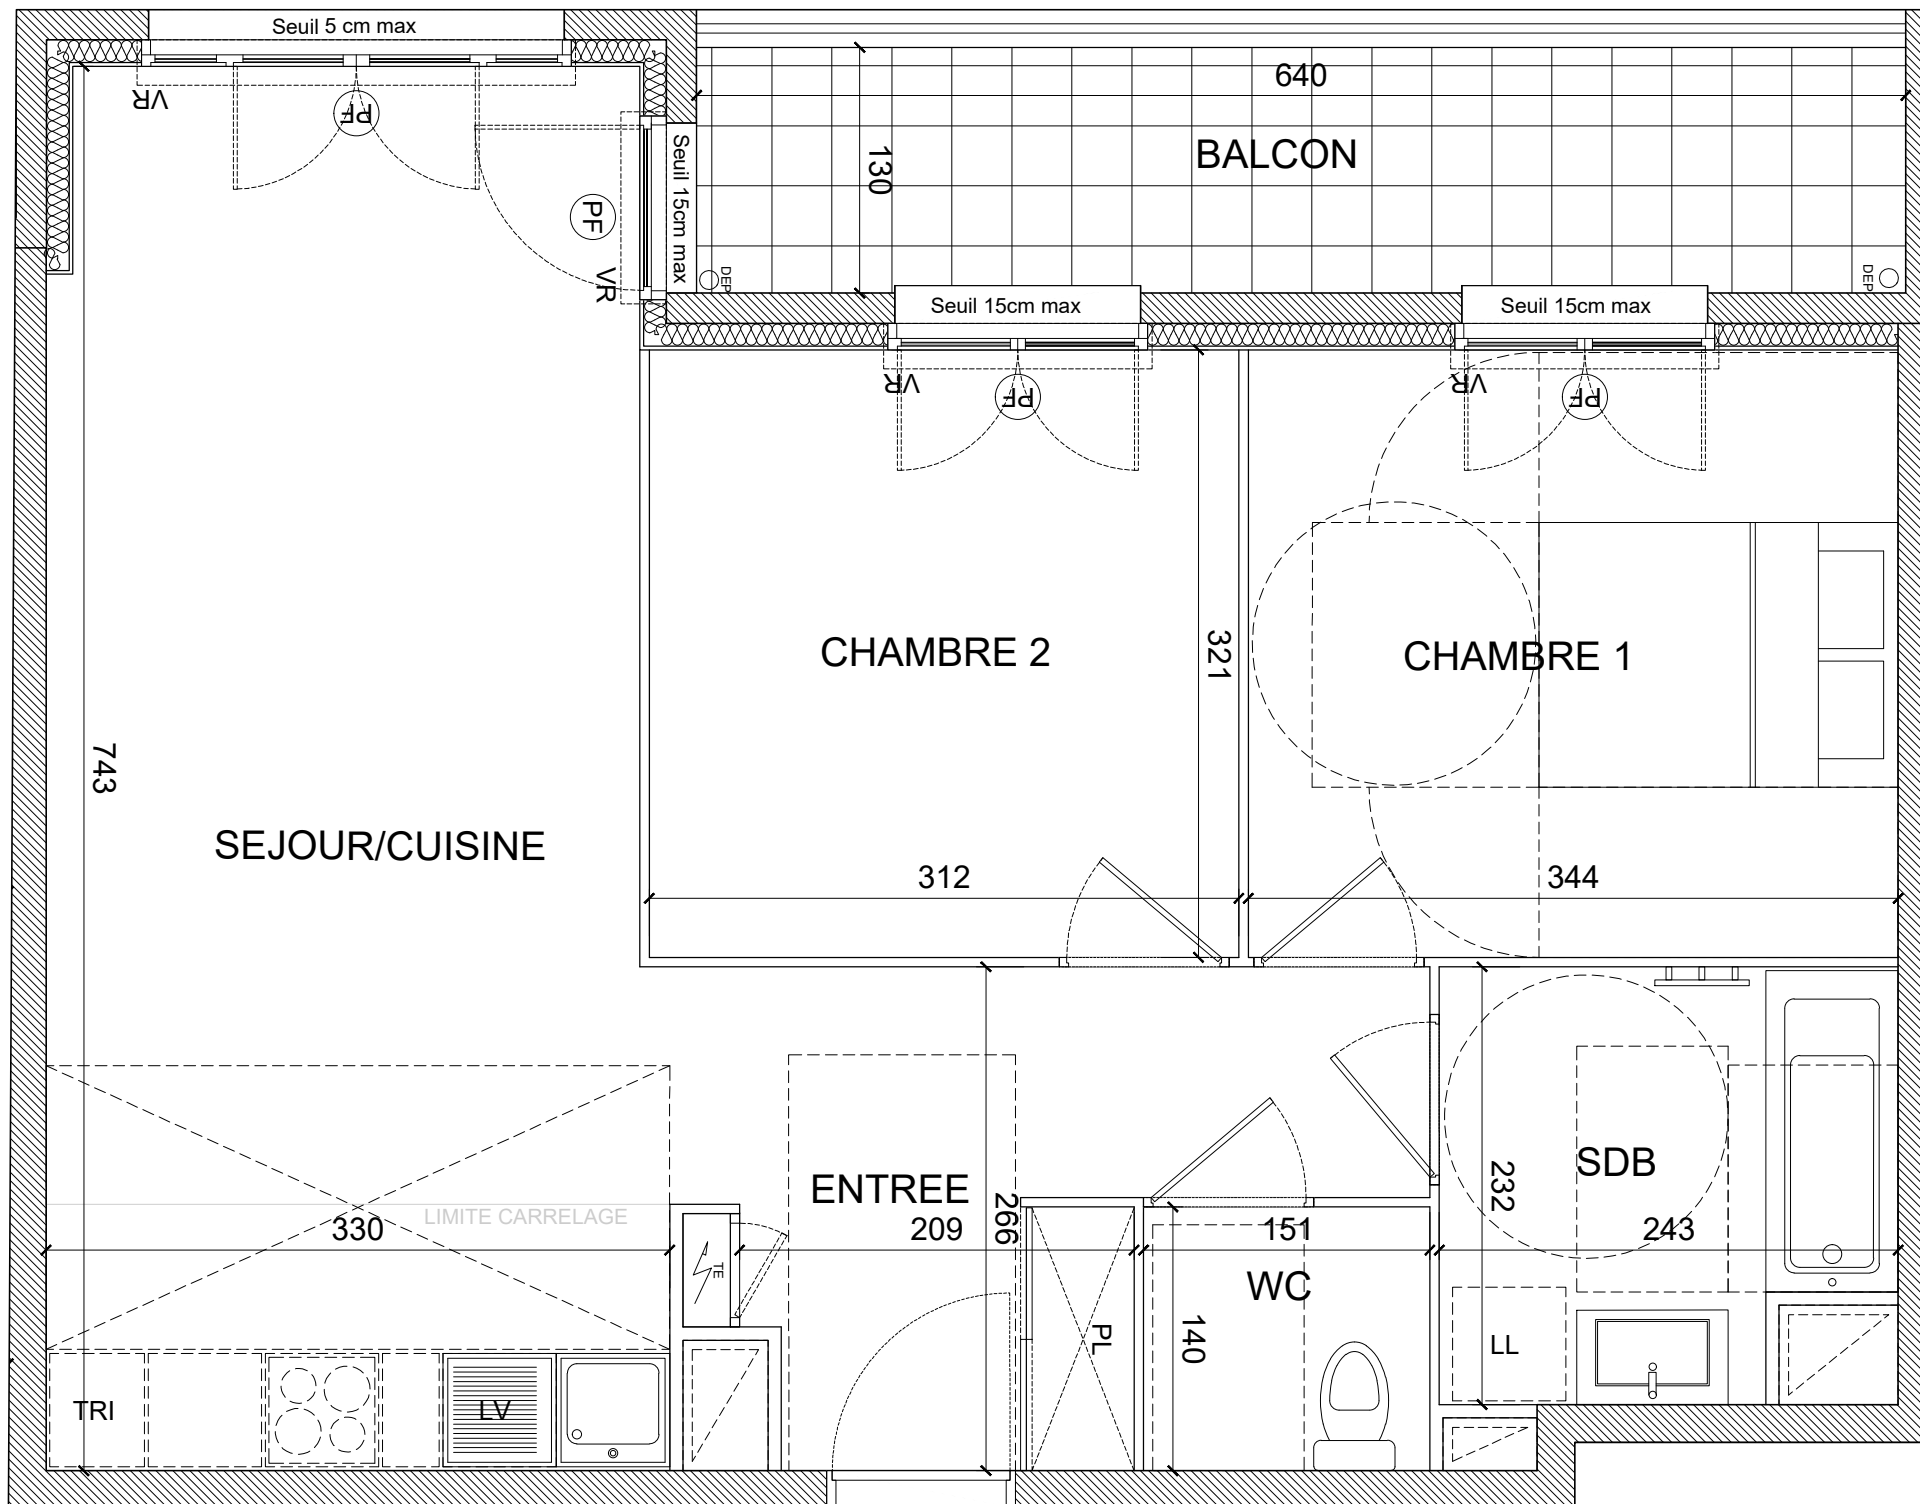 Seuil 5 cm max
640
VR
PF
Seuil 15cm max
130
BALCON
PF
VR
DEP
DEP
Seuil 15cm max
Seuil 15cm max
VR
PF
VR
PF
CHAMBRE 2
321
CHAMBRE 1
743
SEJOUR/CUISINE
312
344
ENTREE
SDB
232
LIMITE CARRELAGE
330
209
266
151
243
TE
WC
140
PL
LL
TRI
LV